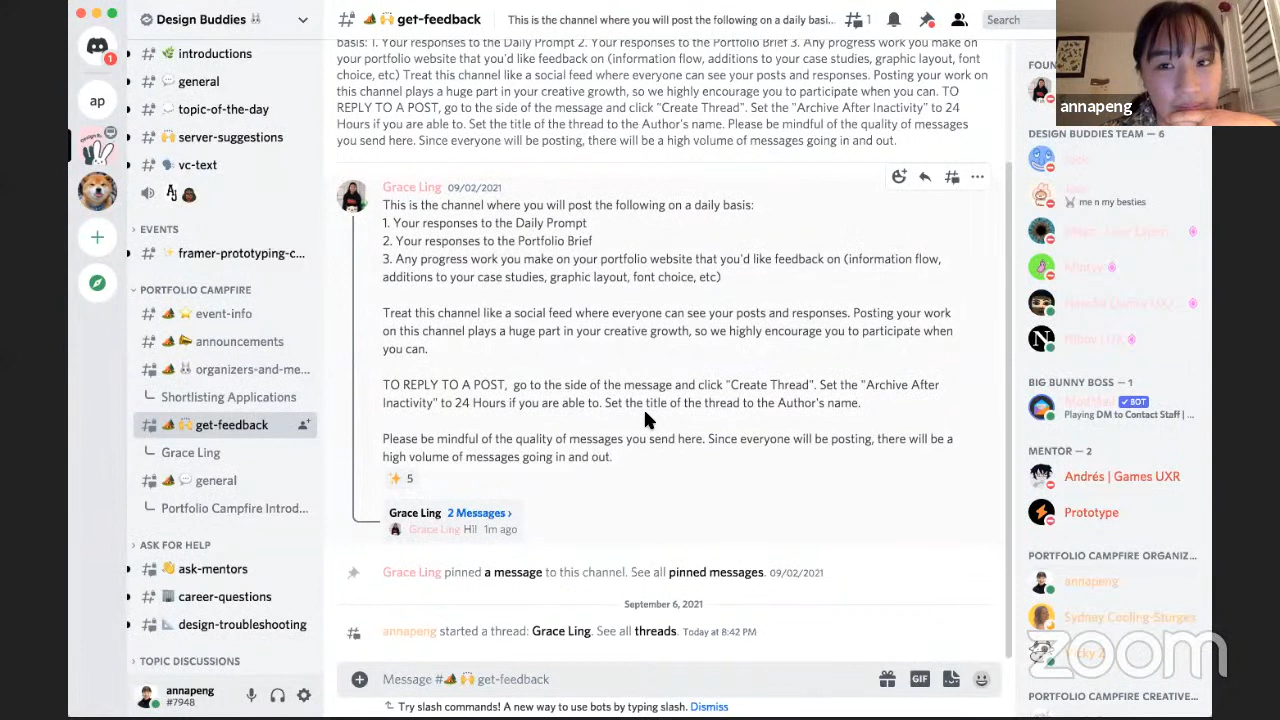 Design Buddies
get-feedback
This is the channel where you will post the following on a daily basi...
1
Search
annapeng
1
ap
introductions
general
topic-of-the-day
server-suggestions
vc-text
EVENTS
framer-prototyping-c...
PORTFOLIO CAMPFIRE
event-info
announcements
organizers-and-me...
Shortlisting Applications
get-feedback
Grace Ling
general
Portfolio Campfire Introd...
ASK FOR HELP
ask-mentors
career-questions
design-troubleshooting
TOPIC DISCUSSIONS
annapeng
#7948
basis: 1. Your responses to the Daily Prompt 2. Your responses to the Portfolio Brief 3. Any progress work you make on
your portfolio website that you'd like feedback on (information flow, additions to your case studies, graphic layout, font
choice, etc) Treat this channel like a social feed where everyone can see your posts and responses. Posting your work on
this channel plays a huge part in your creative growth, so we highly encourage you to participate when you can. TO
REPLY TO A POST, go to the side of the message and click "Create Thread". Set the "Archive After Inactivity" to 24
Hours if you are able to. Set the title of the thread to the Author's name. Please be mindful of the quality of messages
you send here. Since everyone will be posting, there will be a high volume of messages going in and out.
Grace Ling 09/02/2021
This is the channel where you will post the following on a daily basis:
1. Your responses to the Daily Prompt
2. Your responses to the Portfolio Brief
3. Any progress work you make on your portfolio website that you'd like feedback on (information flow,
additions to your case studies, graphic layout, font choice, etc)
Treat this channel like a social feed where everyone can see your posts and responses. Posting your work
on this channel plays a huge part in your creative growth, so we highly encourage you to participate when
you can.
TO REPLY TO A POST, go to the side of the message and click "Create Thread". Set the "Archive After
Inactivity" to 24 Hours if you are able to. Set the title of the thread to the Author's name.
Please be mindful of the quality of messages you send here. Since everyone will be posting, there will be a
high volume of messages going in and out.
5
Grace Ling 2 Messages ›
Grace Ling Hi! 1m ago
Grace Ling pinned a message to this channel. See all pinned messages. 09/02/2021
September 6, 2021
annapeng started a thread: Grace Ling. See all threads. Today at 8:42 PM
Message # get-feedback
GIF
Try slash commands! A new way to use bots by typing slash. Dismiss
FOUN
DESIGN BUDDIES TEAM — 6
me n my besties
BIG BUNNY BOSS — 1
ModMail BOT
Playing DM to Contact Staff | ...
MENTOR — 2
Andrés | Games UXR
Prototype
PORTFOLIO CAMPFIRE ORGANIZ...
annapeng
Sydney Cooling-Sturges
Vicky Z
PORTFOLIO CAMPFIRE CREATIVE...
zoom